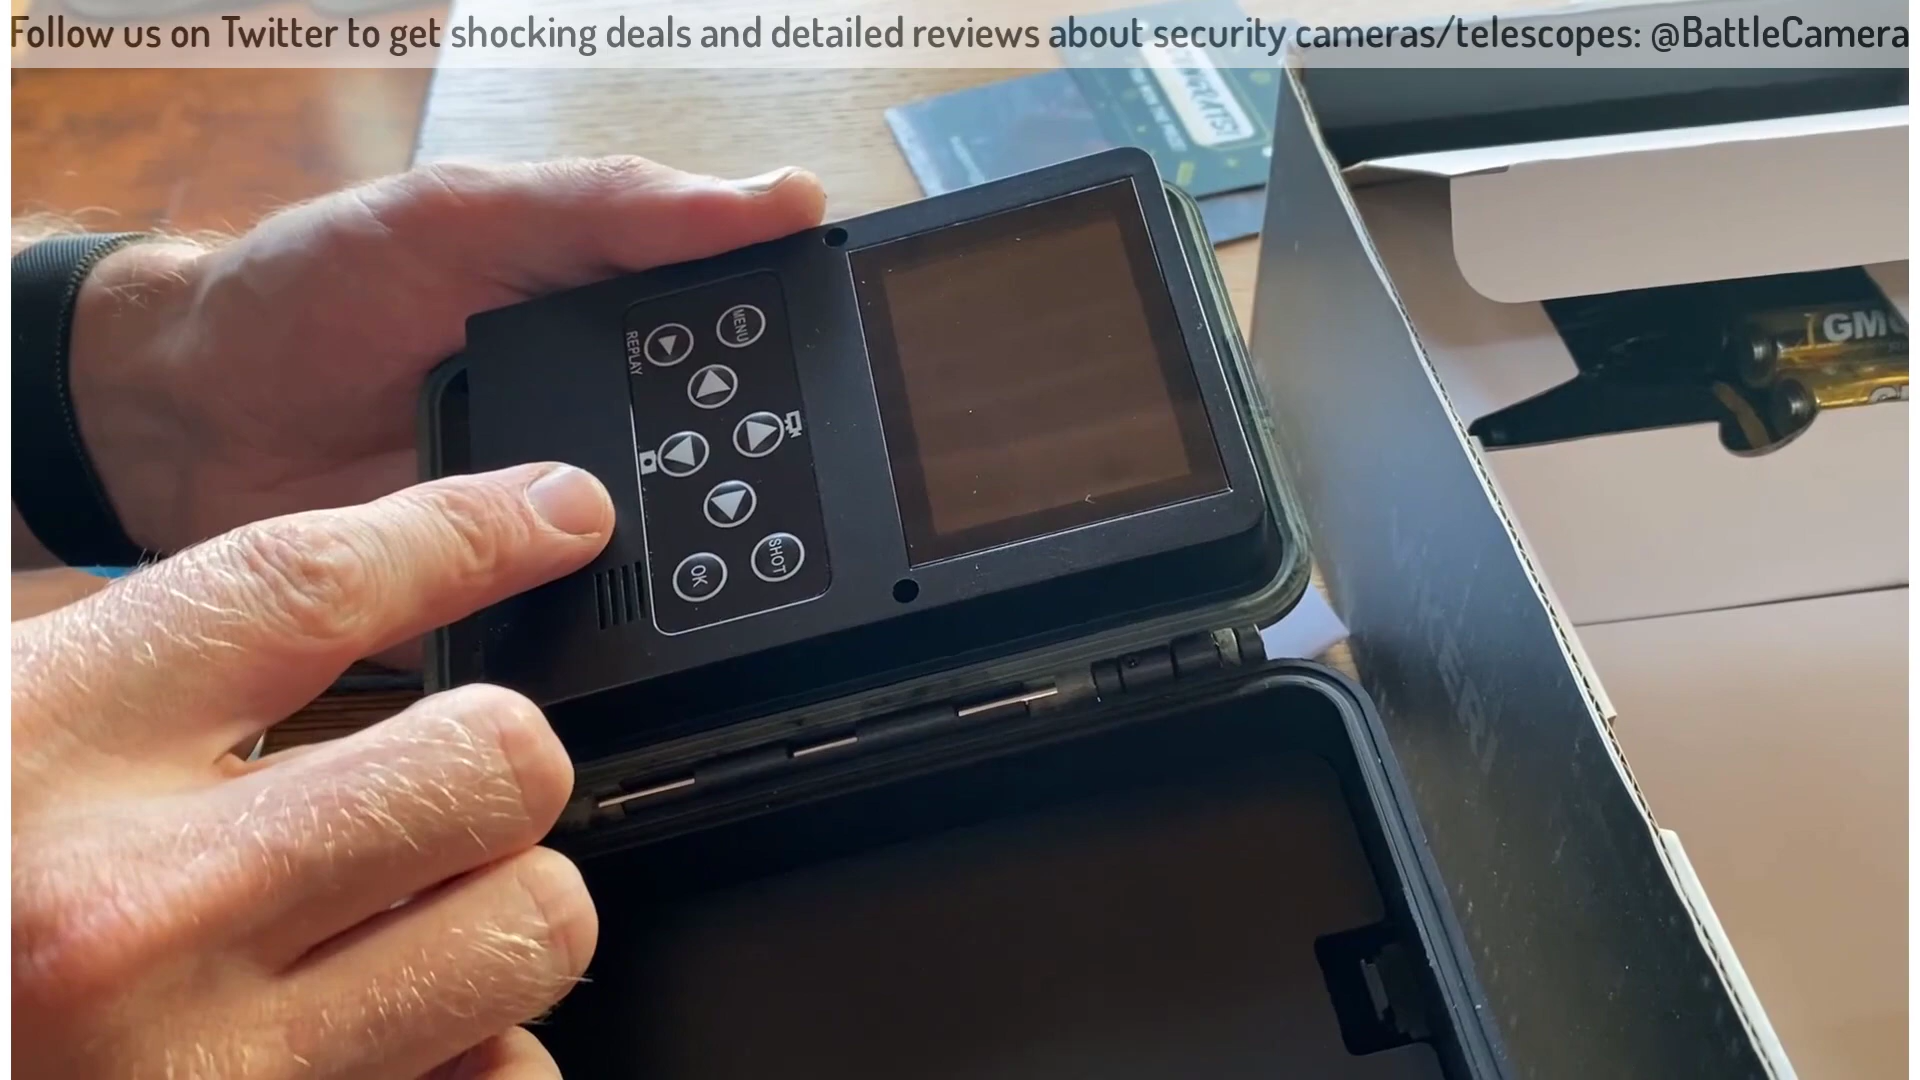 Follow us on Twitter to get shocking deals and detailed reviews about security cameras/telescopes: @BattleCamera
CONGRATS!
GM
MENU
REPLAY
SHOT
OK